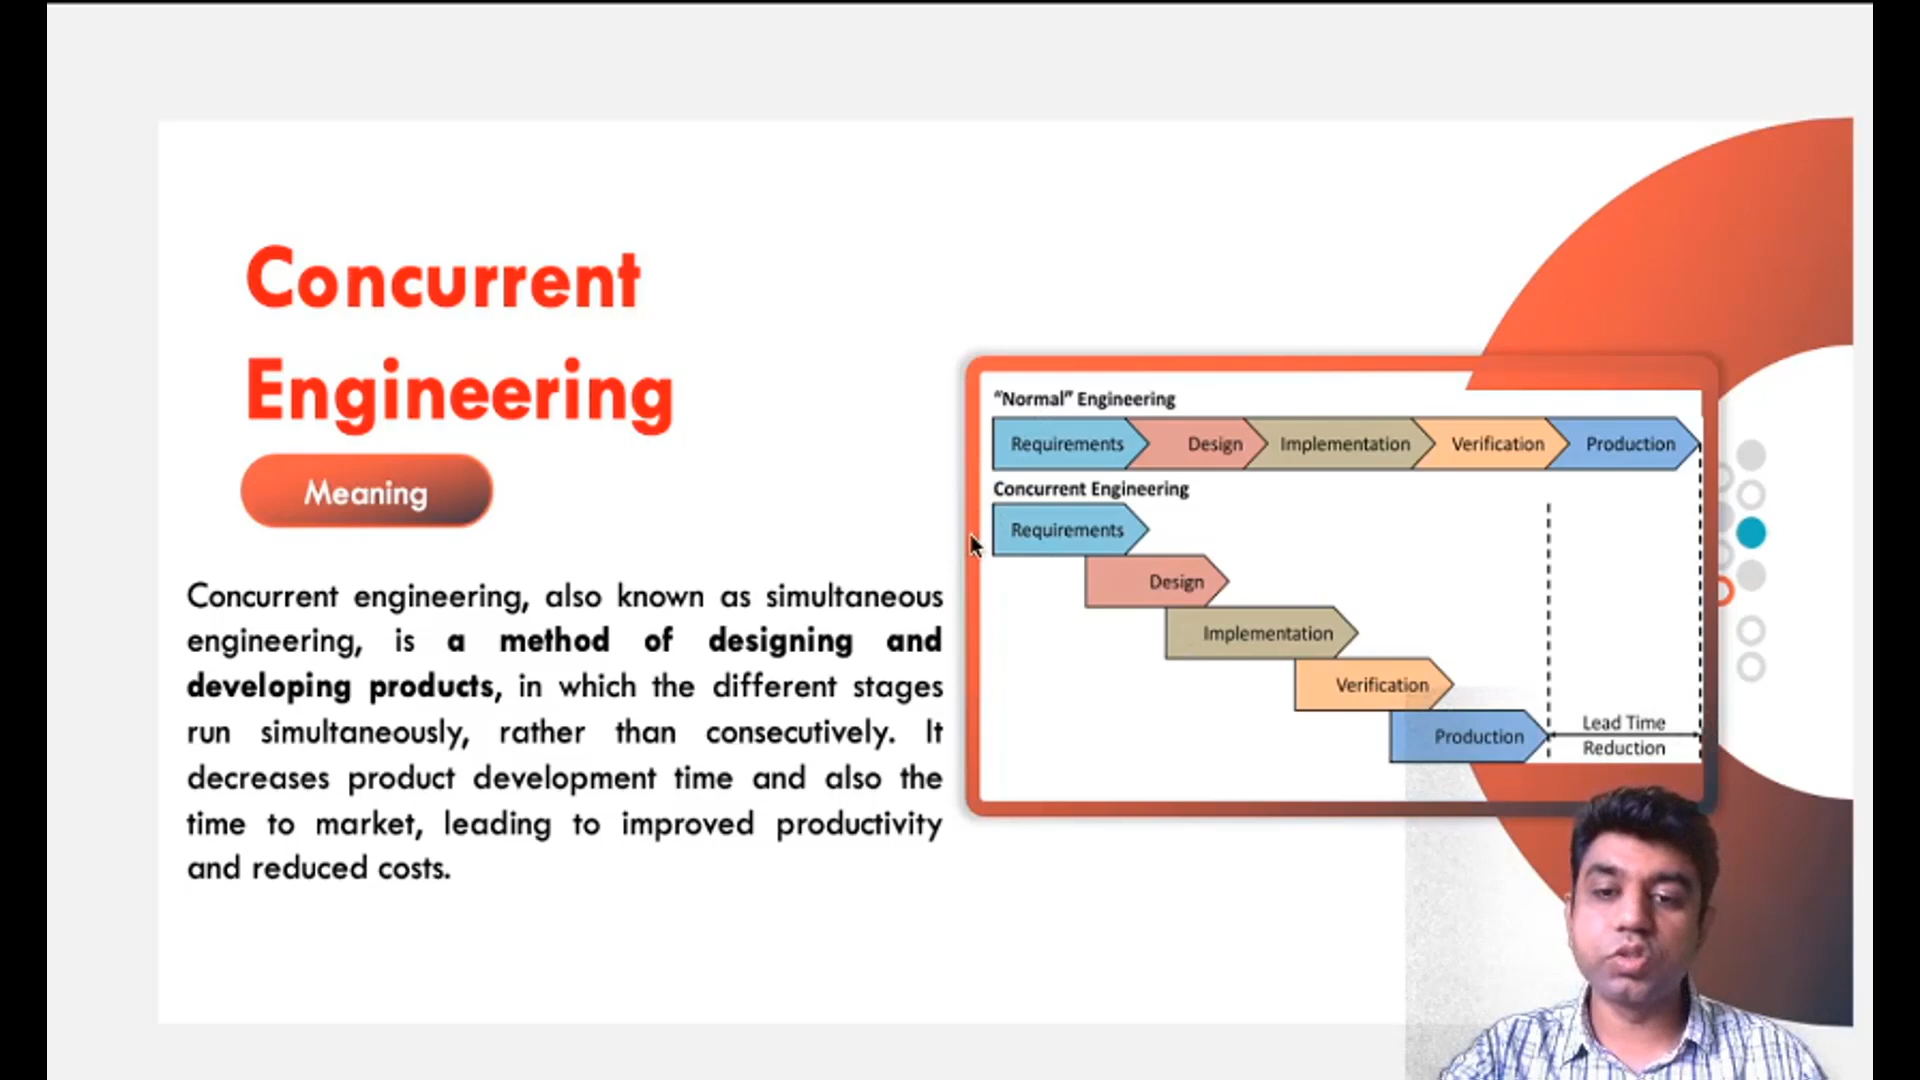 Concurrent
Engineering
Meaning
Concurrent engineering, also known as simultaneous
engineering, is a method of designing and
developing products, in which the different stages
run simultaneously, rather than consecutively. It
decreases product development time and also the
time to market, leading to improved productivity
and reduced costs.
“Normal” Engineering
Requirements
Design
Implementation
Verification
Production
Concurrent Engineering
Requirements
Design
Implementation
Verification
Production
Lead Time
Reduction